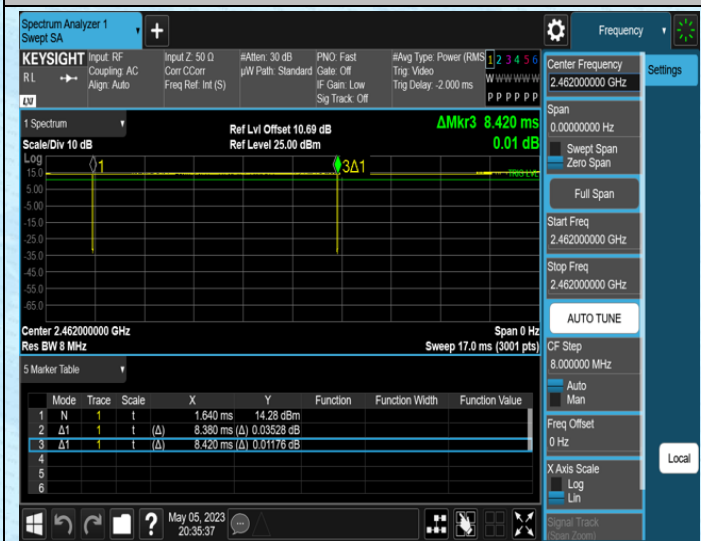 Spectrum Analyzer 1
Swept SA
Frequency
KEYSIGHT
RL
LXI
Input: RF
Coupling: AC
Align: Auto
Input Z: 50 Ω
Corr CCorr
Freq Ref: Int (S)
#Atten: 30 dB
µW Path: Standard
PNO: Fast
Gate: Off
IF Gain: Low
Sig Track: Off
#Avg Type: Power (RMS
Trig: Video
Trig Delay: -2.000 ms
1 2 3 4 5 6
W W W W W W
P P P P P P
1 Spectrum
Scale/Div 10 dB
Log
Ref Lvl Offset 10.69 dB
Ref Level 25.00 dBm
ΔMkr3 8.420 ms
0.01 dB
1
3Δ1
TRIG LVL
15.0
5.00
-5.00
-15.0
-25.0
-35.0
-45.0
-55.0
-65.0
Center 2.462000000 GHz
Res BW 8 MHz
Span 0 Hz
Sweep 17.0 ms (3001 pts)
5 Marker Table
Mode Trace Scale X Y Function Function Width Function Value
1 N 1 t 1.640 ms 14.28 dBm
2 Δ1 1 t (Δ) 8.380 ms (Δ) 0.03528 dB
3 Δ1 1 t (Δ) 8.420 ms (Δ) 0.01176 dB
4
5
6
May 05, 2023
20:35:37
Center Frequency
2.462000000 GHz
Span
0.00000000 Hz
Swept Span
Zero Span
Full Span
Start Freq
2.462000000 GHz
Stop Freq
2.462000000 GHz
AUTO TUNE
CF Step
8.000000 MHz
Auto
Man
Freq Offset
0 Hz
X Axis Scale
Log
Lin
Signal Track
(Span Zoom)
Settings
Local